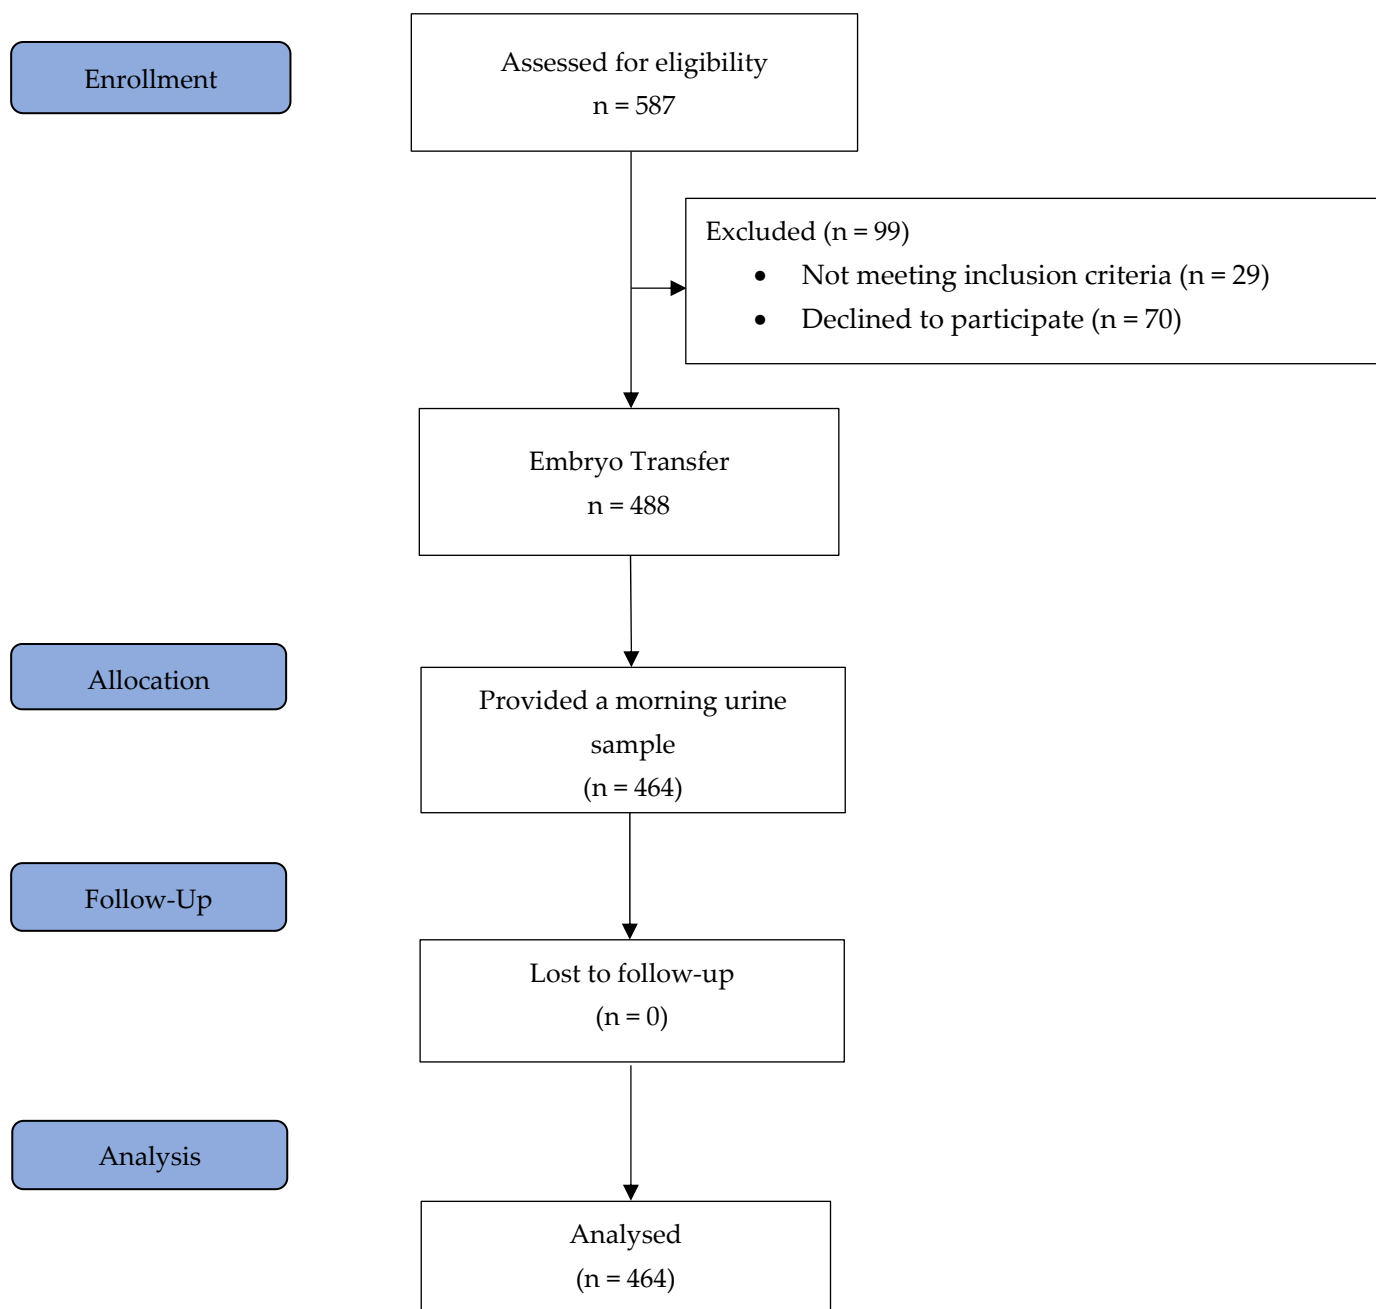 Enrollment
Assessed for eligibility
n = 587
Excluded (n = 99)
• Not meeting inclusion criteria (n = 29)
• Declined to participate (n = 70)
Embryo Transfer
n = 488
Allocation
Provided a morning urine
sample
(n = 464)
Follow-Up
Lost to follow-up
(n = 0)
Analysis
Analysed
(n = 464)